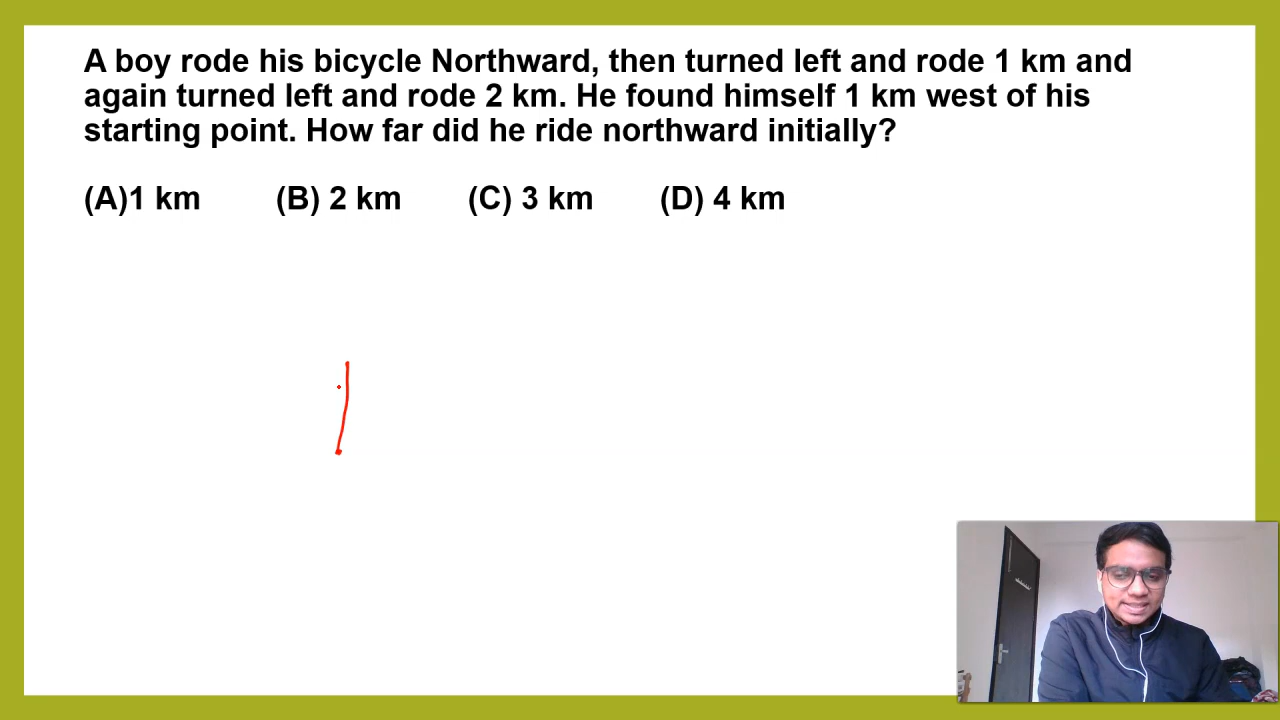 A boy rode his bicycle Northward, then turned left and rode 1 km and
again turned left and rode 2 km. He found himself 1 km west of his
starting point. How far did he ride northward initially?
(A)1 km (B) 2 km (C) 3 km (D) 4 km